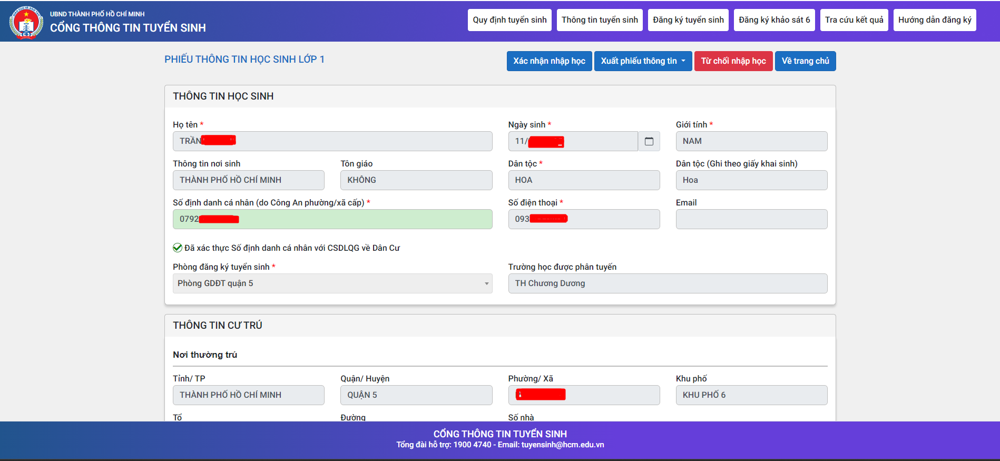 UBND THÀNH PHỐ HỒ CHÍ MINH
CỔNG THÔNG TIN TUYỂN SINH
Quy định tuyển sinh
Thông tin tuyển sinh
Đăng ký tuyển sinh
Đăng ký khảo sát 6
Tra cứu kết quả
Hướng dẫn đăng ký
PHIẾU THÔNG TIN HỌC SINH LỚP 1
Xác nhận nhập học
Xuất phiếu thông tin
Từ chối nhập học
Về trang chủ
THÔNG TIN HỌC SINH
Họ tên *
Ngày sinh *
Giới tính *
TRẦN
11/
NAM
Thông tin nơi sinh
Tôn giáo
Dân tộc *
Dân tộc (Ghi theo giấy khai sinh)
THÀNH PHỐ HỒ CHÍ MINH
KHÔNG
HOA
Hoa
Số định danh cá nhân (do Công An phường/xã cấp) *
Số điện thoại *
Email
0792
093
Đã xác thực Số định danh cá nhân với CSDLQG về Dân Cư
Phòng đăng ký tuyển sinh *
Trường học được phân tuyến
Phòng GDĐT quận 5
TH Chương Dương
THÔNG TIN CƯ TRÚ
Nơi thường trú
Tỉnh/ TP
Quận/ Huyện
Phường/ Xã
Khu phố
THÀNH PHỐ HỒ CHÍ MINH
QUẬN 5
KHU PHỐ 6
Tổ
Đường
Số nhà
CỔNG THÔNG TIN TUYỂN SINH
Tổng đài hỗ trợ: 1900 4740 - Email: tuyensinh@hcm.edu.vn